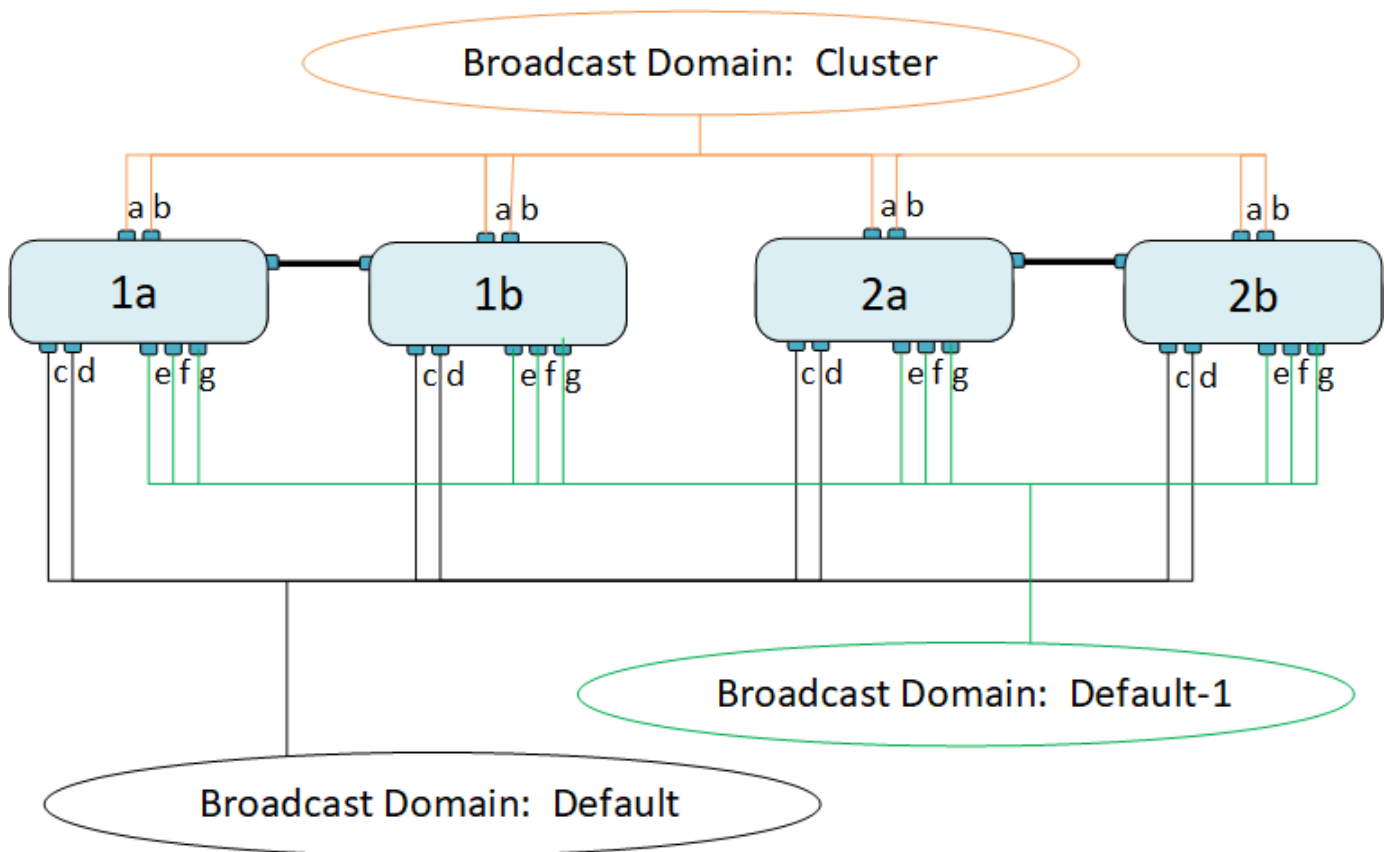 Broadcast Domain: Cluster
a b
a b
a b
a b
1a
1b
2a
2b
c d
e f g
c d
e f g
c d
e f g
c d
e f g
Broadcast Domain: Default-1
Broadcast Domain: Default